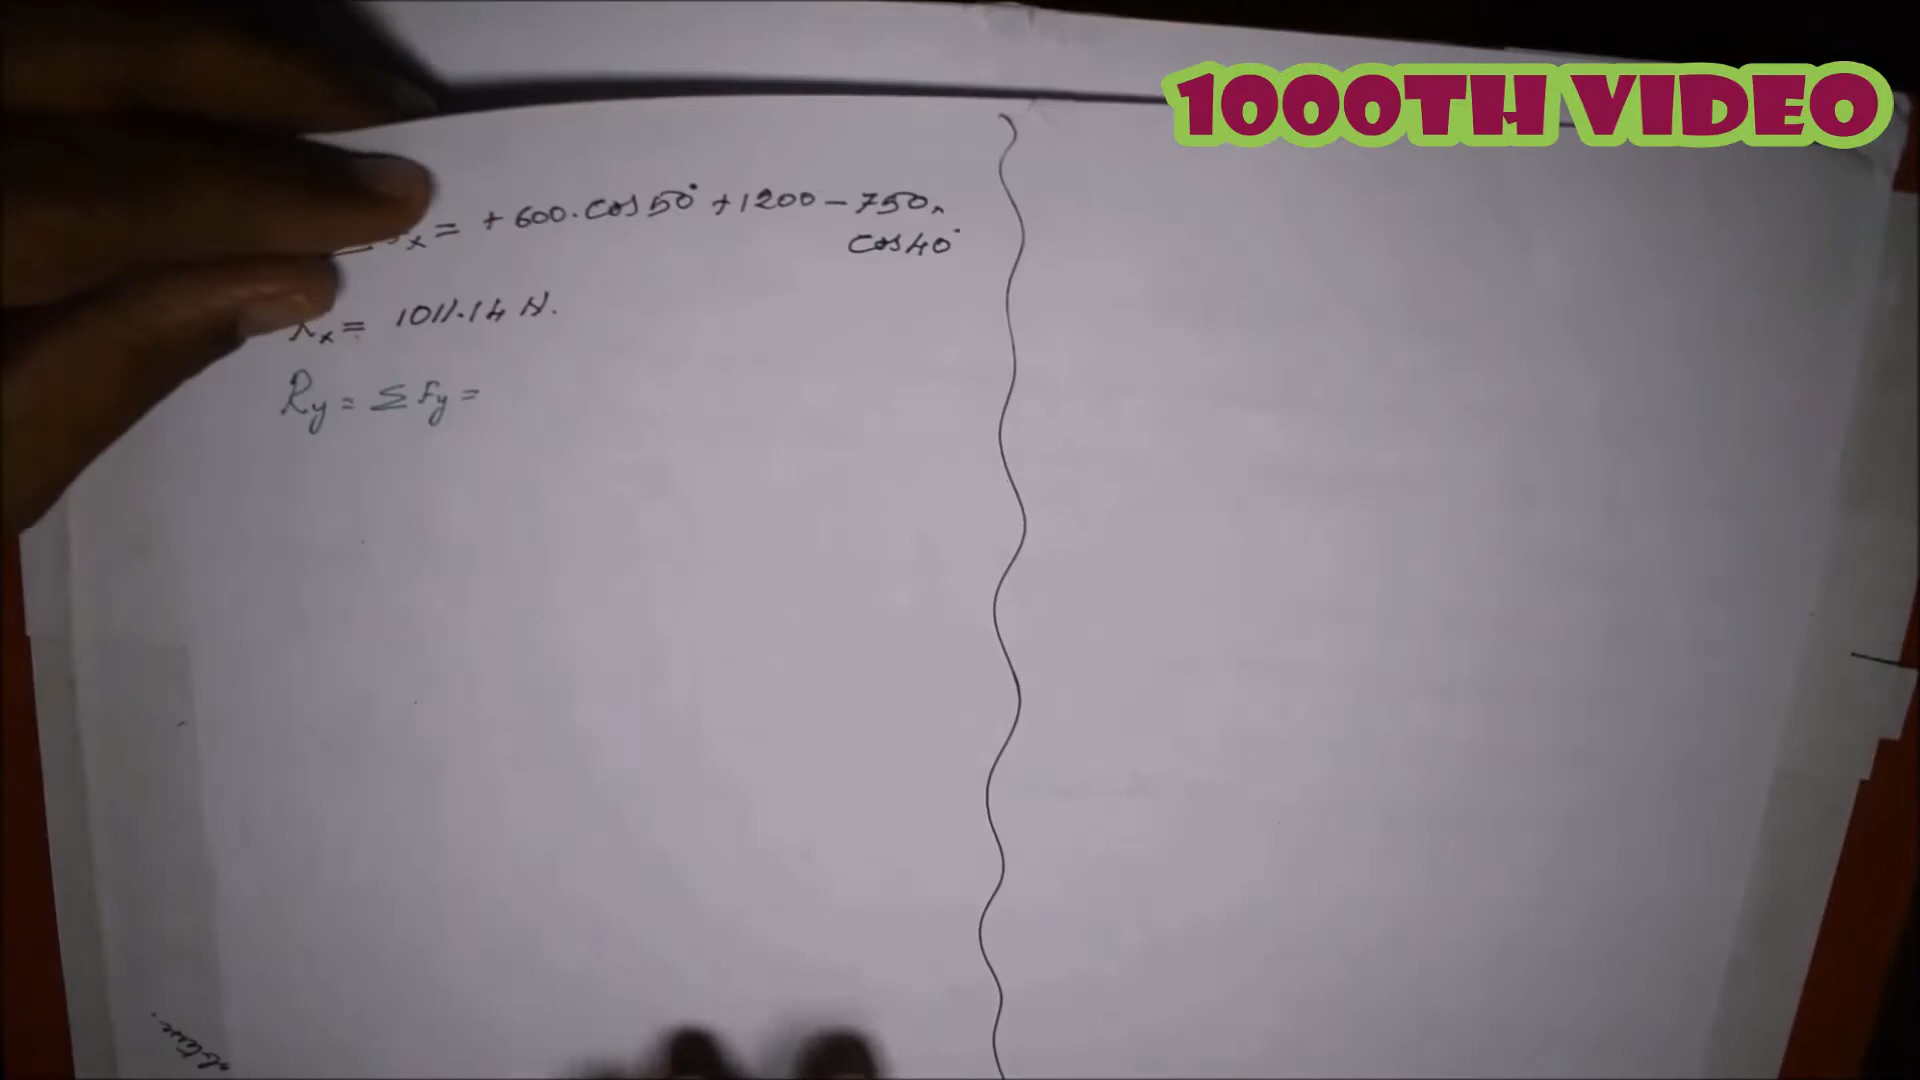 1000TH VIDEO
x = + 600. cos 50° + 1200 - 750.
cos 40°
x = 1011.14 N.
Ry = ΣFy =